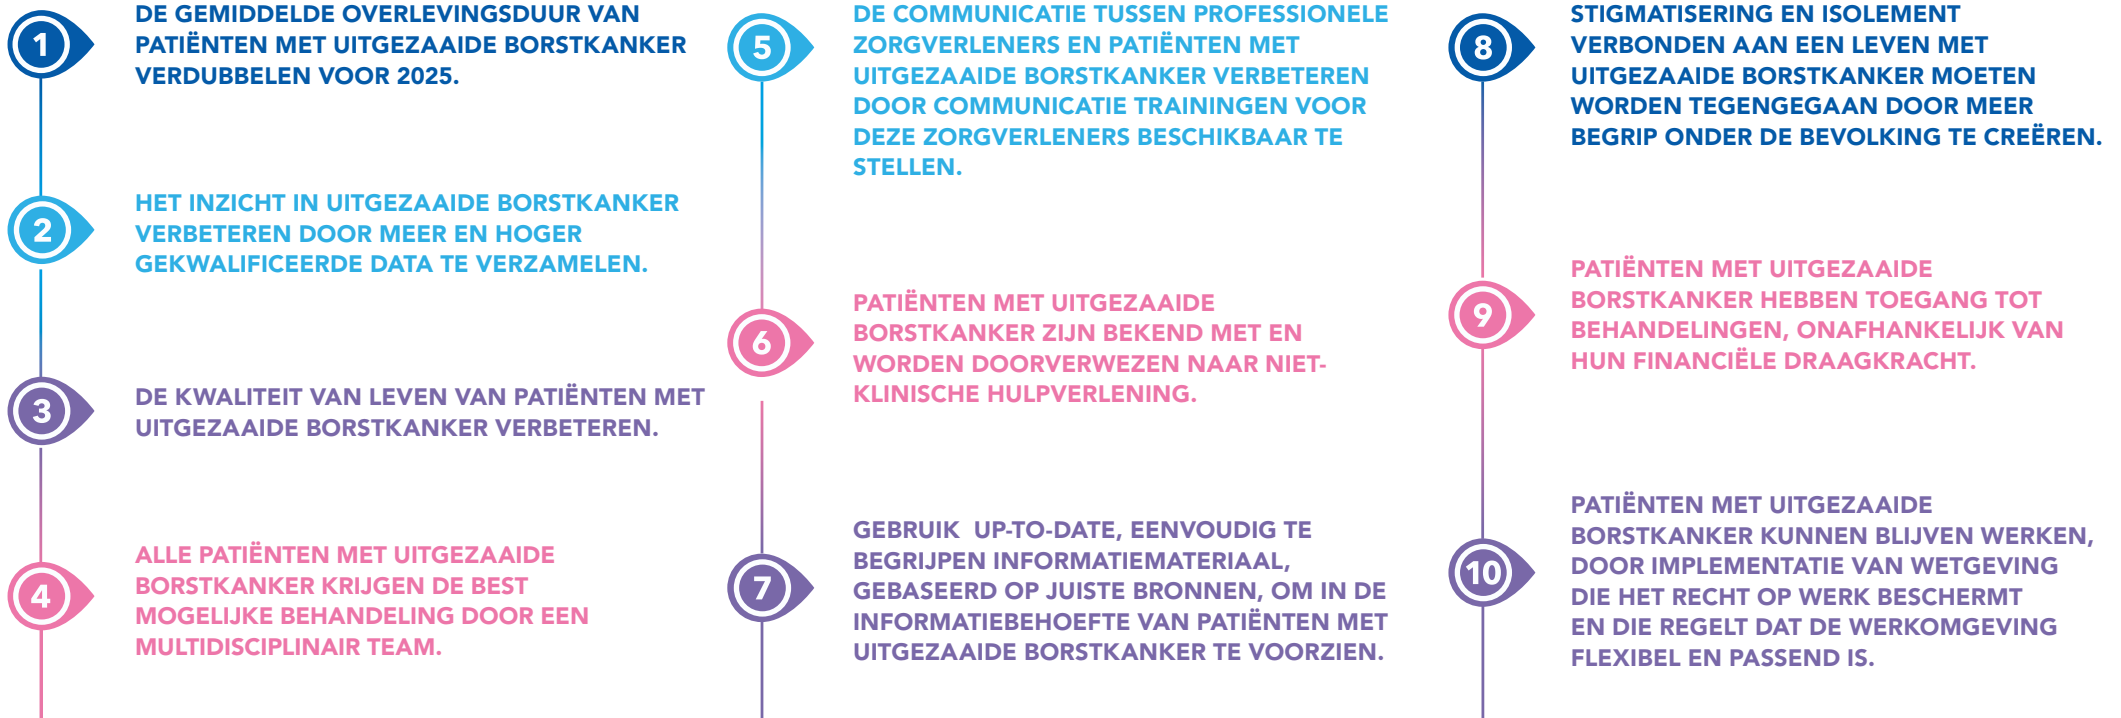 1
DE GEMIDDELDE OVERLEVINGSDUUR VAN
PATIËNTEN MET UITGEZAAIDE BORSTKANKER
VERDUBBELEN VOOR 2025.
2
HET INZICHT IN UITGEZAAIDE BORSTKANKER
VERBETEREN DOOR MEER EN HOGER
GEKWALIFICEERDE DATA TE VERZAMELEN.
3
DE KWALITEIT VAN LEVEN VAN PATIËNTEN MET
UITGEZAAIDE BORSTKANKER VERBETEREN.
4
ALLE PATIËNTEN MET UITGEZAAIDE
BORSTKANKER KRIJGEN DE BEST
MOGELIJKE BEHANDELING DOOR EEN
MULTIDISCIPLINAIR TEAM.
5
DE COMMUNICATIE TUSSEN PROFESSIONELE
ZORGVERLENERS EN PATIËNTEN MET
UITGEZAAIDE BORSTKANKER VERBETEREN
DOOR COMMUNICATIE TRAININGEN VOOR
DEZE ZORGVERLENERS BESCHIKBAAR TE
STELLEN.
6
PATIËNTEN MET UITGEZAAIDE
BORSTKANKER ZIJN BEKEND MET EN
WORDEN DOORVERWEZEN NAAR NIET-
KLINISCHE HULPVERLENING.
7
GEBRUIK  UP-TO-DATE, EENVOUDIG TE
BEGRIJPEN INFORMATIEMATERIAAL,
GEBASEERD OP JUISTE BRONNEN, OM IN DE
INFORMATIEBEHOEFTE VAN PATIËNTEN MET
UITGEZAAIDE BORSTKANKER TE VOORZIEN.
8
STIGMATISERING EN ISOLEMENT
VERBONDEN AAN EEN LEVEN MET
UITGEZAAIDE BORSTKANKER MOETEN
WORDEN TEGENGEGAAN DOOR MEER
BEGRIP ONDER DE BEVOLKING TE CREËREN.
9
PATIËNTEN MET UITGEZAAIDE
BORSTKANKER HEBBEN TOEGANG TOT
BEHANDELINGEN, ONAFHANKELIJK VAN
HUN FINANCIËLE DRAAGKRACHT.
10
PATIËNTEN MET UITGEZAAIDE
BORSTKANKER KUNNEN BLIJVEN WERKEN,
DOOR IMPLEMENTATIE VAN WETGEVING
DIE HET RECHT OP WERK BESCHERMT
EN DIE REGELT DAT DE WERKOMGEVING
FLEXIBEL EN PASSEND IS.